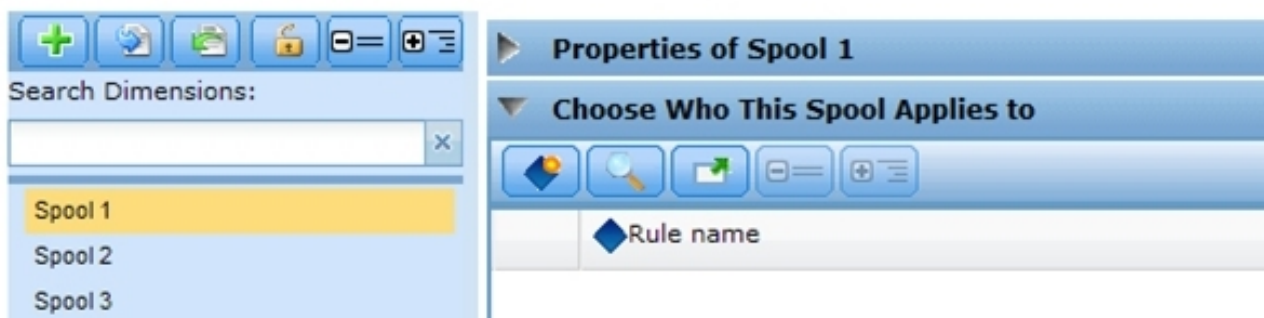 Search Dimensions:
Spool 1
Spool 2
Spool 3
Properties of Spool 1
Choose Who This Spool Applies to
Rule name